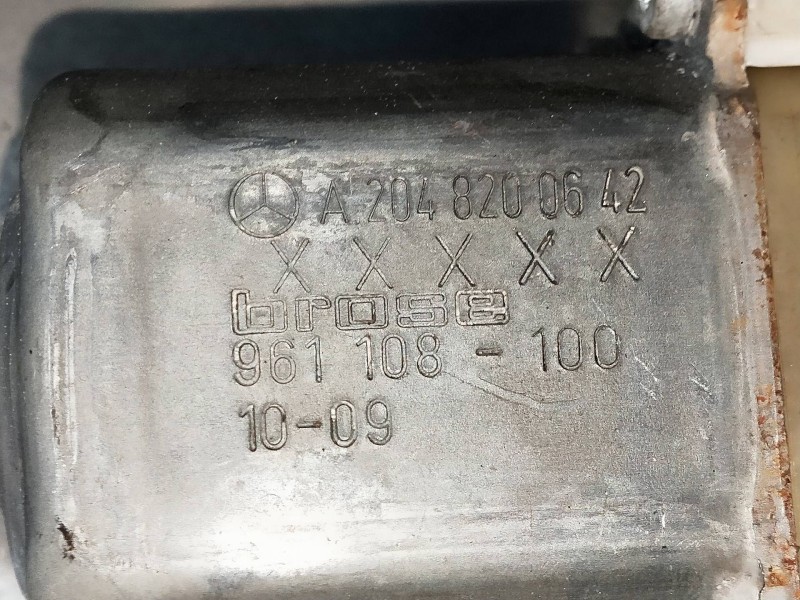 A 204 820 06 42
X X X X X
brose
961 108 - 100
10-09